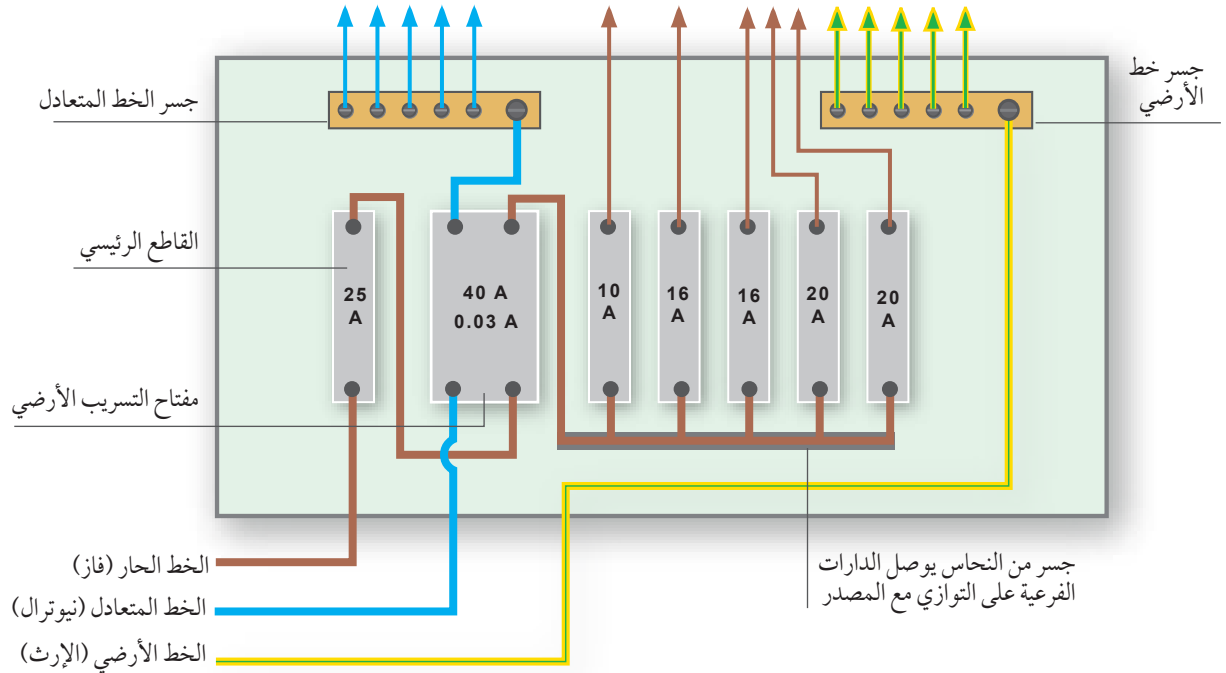 جسر خط
الأرضي
جسر الخط المتعادل
القاطع الرئيسي
25
A
40 A
0.03 A
10
A
16
A
16
A
20
A
20
A
مفتاح التسريب الأرضي
جسر من النحاس يوصل الدارات
الفرعية على التوازي مع المصدر
الخط الحار (فاز)
الخط المتعادل (نيوترال)
الخط الأرضي (الإرث)